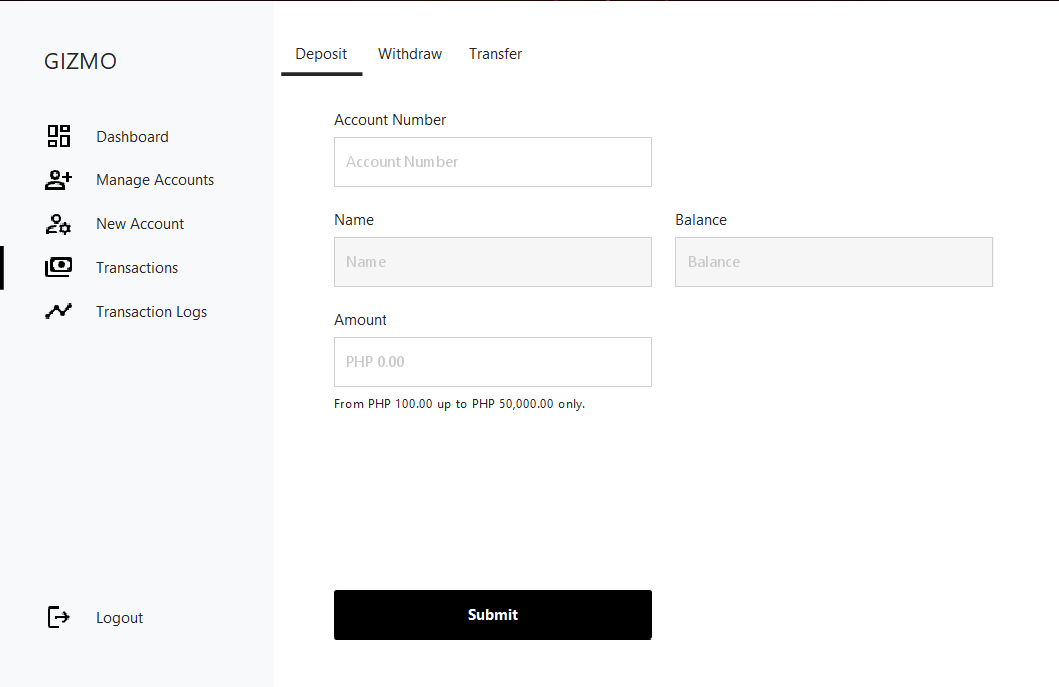 GIZMO
Dashboard
Manage Accounts
New Account
Transactions
Transaction Logs
Logout
Deposit Withdraw Transfer
Account Number
Account Number
Name Balance
Name Balance
Amount
PHP 0.00
From PHP 100.00 up to PHP 50,000.00 only.
Submit